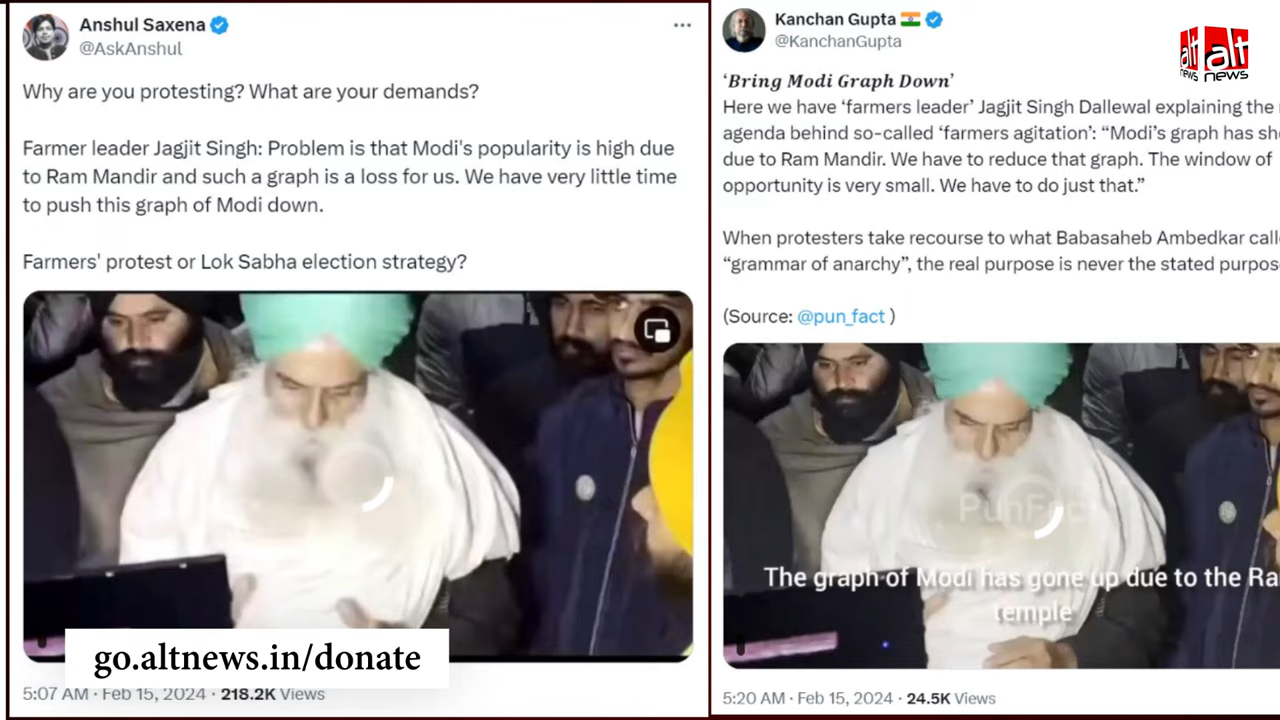 Anshul Saxena
@AskAnshul
Why are you protesting? What are your demands?
Farmer leader Jagjit Singh: Problem is that Modi's popularity is high due
to Ram Mandir and such a graph is a loss for us. We have very little time
to push this graph of Modi down.
Farmers' protest or Lok Sabha election strategy?
go.altnews.in/donate
5:07 AM · Feb 15, 2024 · 218.2K Views
Kanchan Gupta
@KanchanGupta
‘Bring Modi Graph Down’
Here we have ‘farmers leader’ Jagjit Singh Dallewal explaining the
agenda behind so-called ‘farmers agitation’: “Modi’s graph has
due to Ram Mandir. We have to reduce that graph. The window of
opportunity is very small. We have to do just that.”
When protesters take recourse to what Babasaheb Ambedkar
“grammar of anarchy”, the real purpose is never the stated
(Source: @pun_fact )
PunFact
The graph of Modi has gone up due to the
temple
5:20 AM · Feb 15, 2024 · 24.5K Views
alt alt
news news